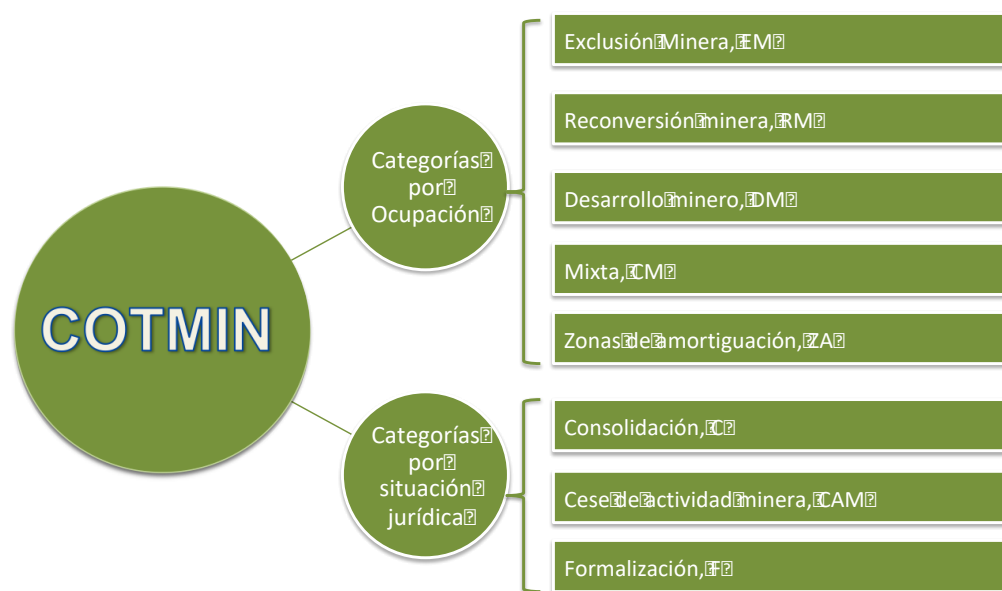 COTMIN
Categorías
por
Ocupación
Exclusión Minera, EM
Reconversión minera, RM
Desarrollo minero, DM
Mixta, CM
Zonas de amortiguación, ZA
Categorías
por
situación
jurídica
Consolidación, C
Cese de actividad minera, CAM
Formalización, F